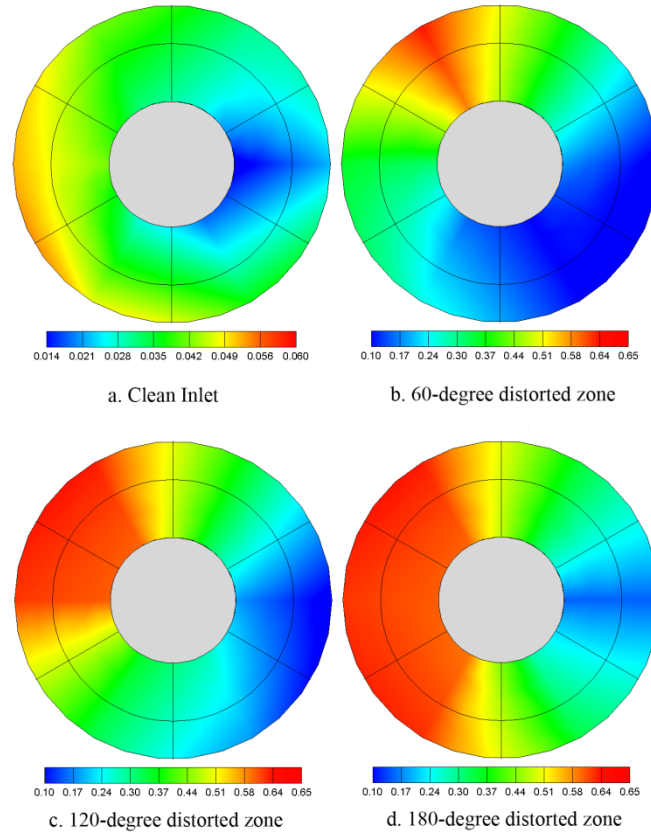 0.014 0.021 0.028 0.035 0.042 0.049 0.056 0.060
0.10 0.17 0.24 0.30 0.37 0.44 0.51 0.58 0.64 0.65
a. Clean Inlet
b. 60-degree distorted zone
0.10 0.17 0.24 0.30 0.37 0.44 0.51 0.58 0.64 0.65
0.10 0.17 0.24 0.30 0.37 0.44 0.51 0.58 0.64 0.65
c. 120-degree distorted zone
d. 180-degree distorted zone